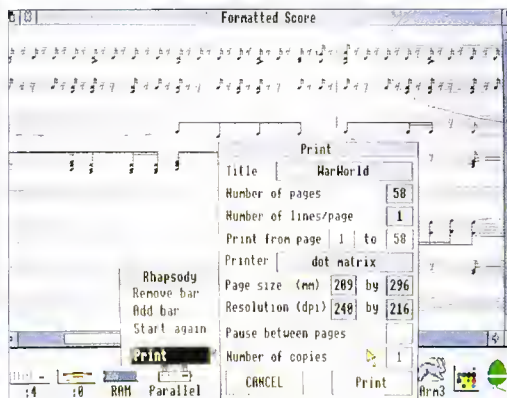 Formatted Score
Print
Title WarWorld
Number of pages 58
Number of lines/page 1
Print from page 1 to 58
Printer dot matrix
Page size (mm) 209 by 296
Resolution (dpi) 240 by 216
Pause between pages
Number of copies 1
CANCEL Print
Rhapsody
Remove bar
Add bar
Start again
Print
:4 :0 RAM Parallel Arm3